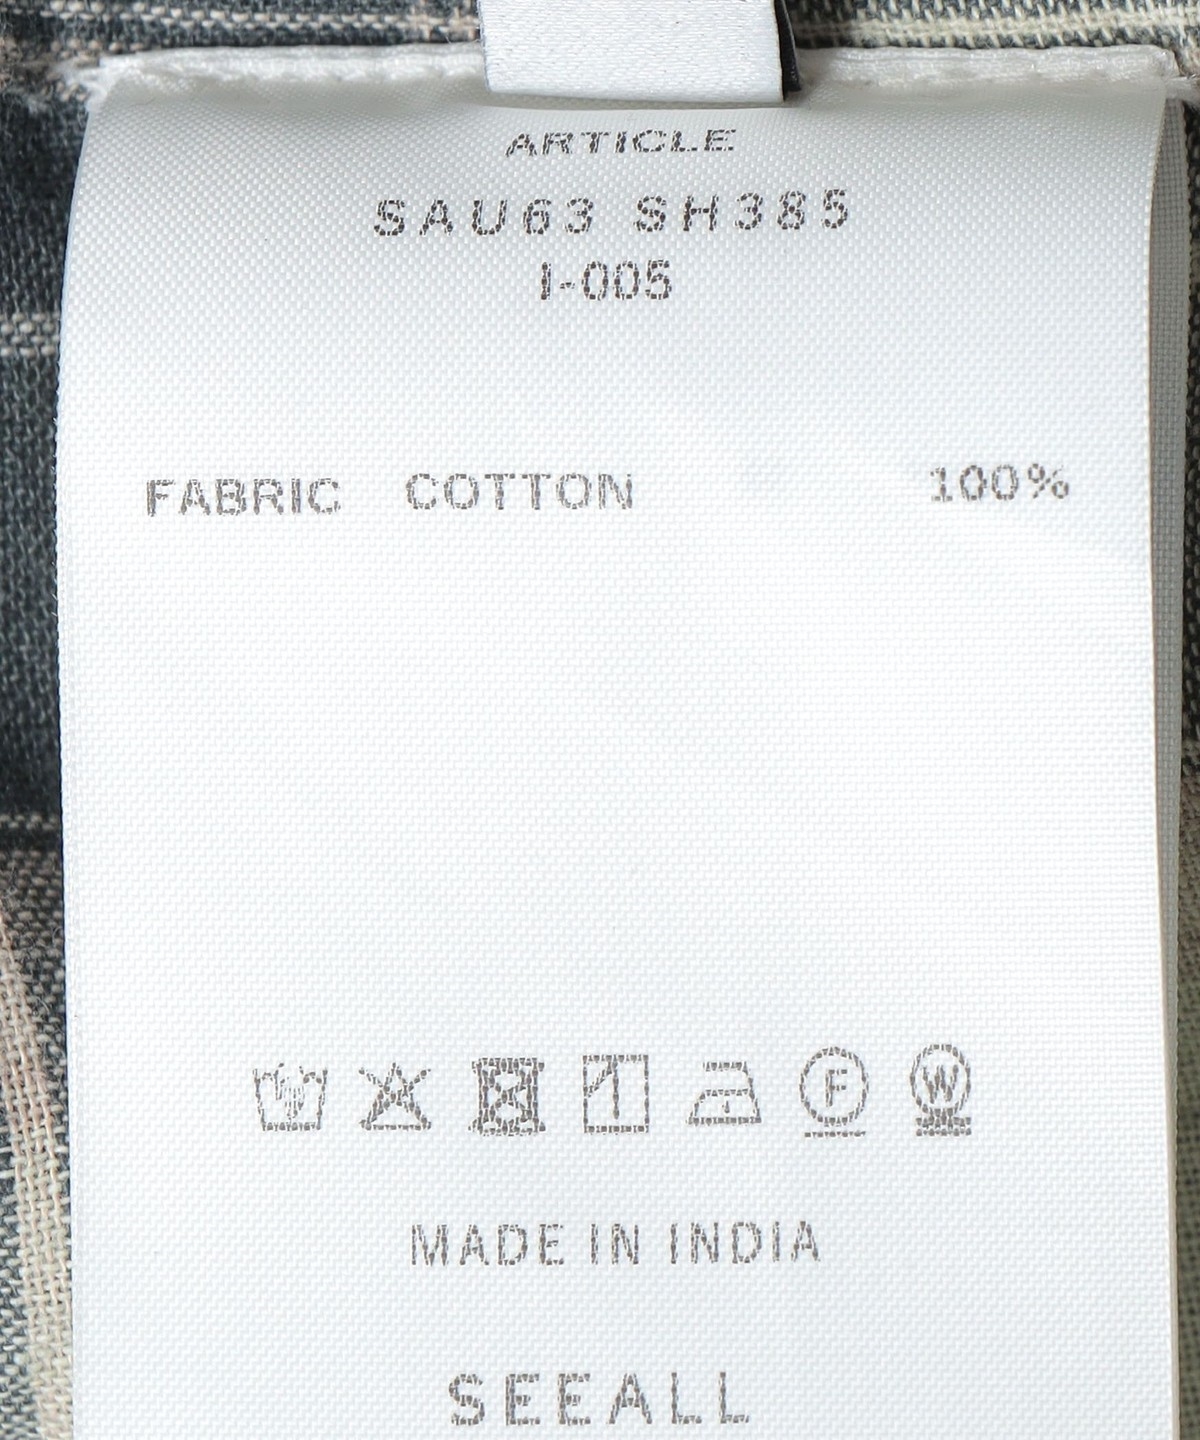 ARTICLE
SAU63 SH385
I-005
FABRIC COTTON 100%
F W
MADE IN INDIA
SEEALL